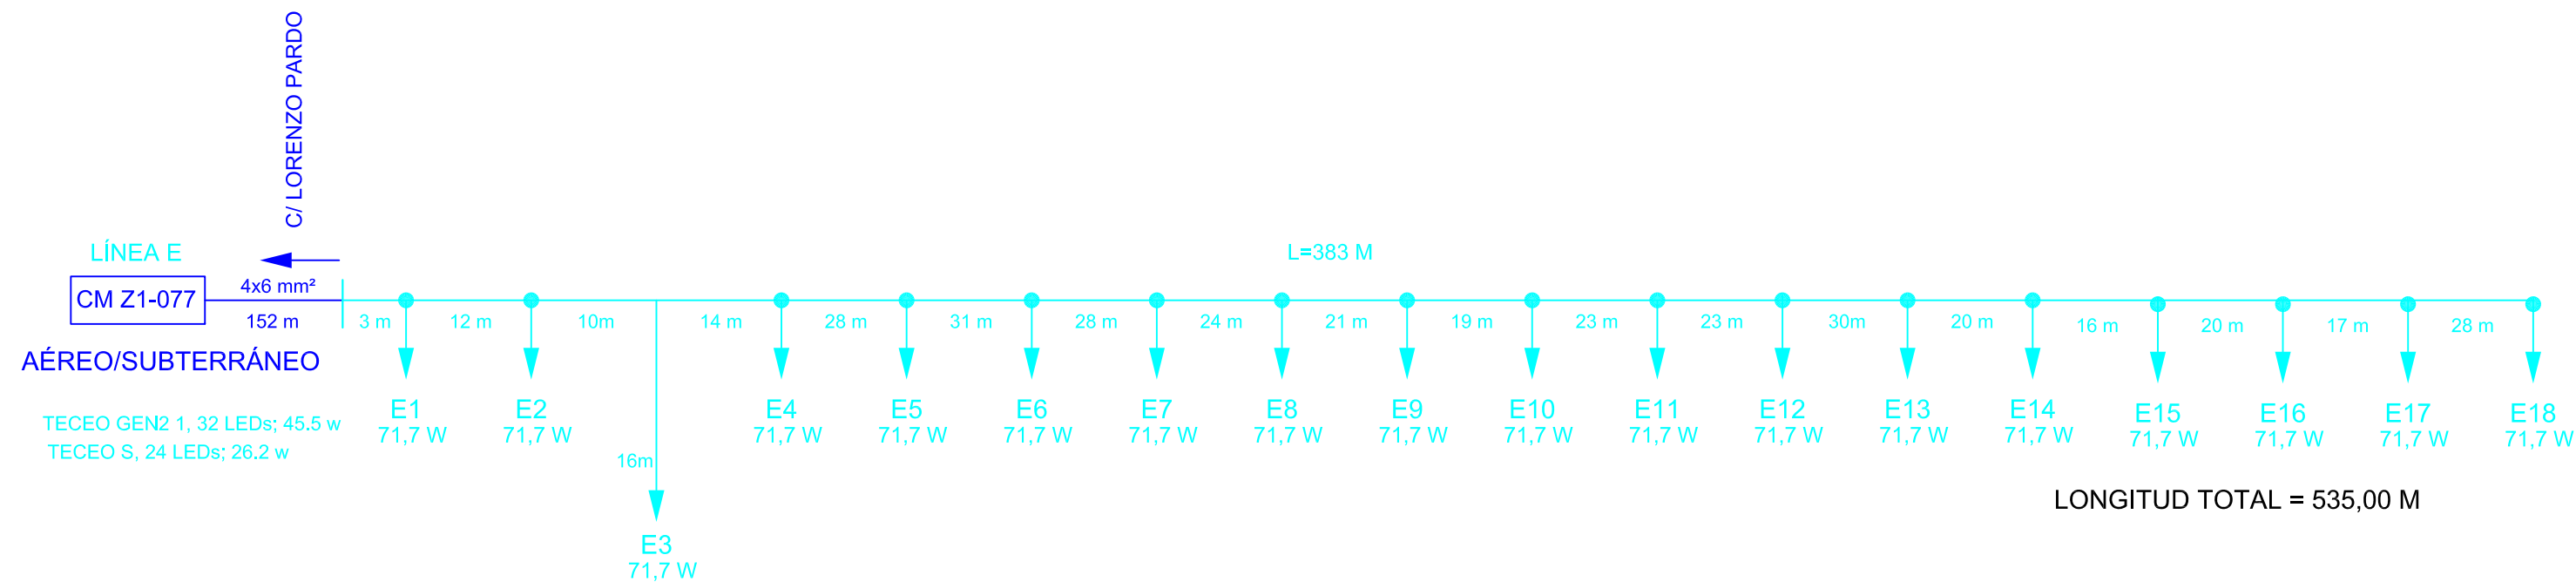 C/ LORENZO PARDO
LÍNEA E
L=383 M
CM Z1-077
4x6 mm²
152 m
3 m
12 m
10m
14 m
28 m
31 m
28 m
24 m
21 m
19 m
23 m
23 m
30m
20 m
16 m
20 m
17 m
28 m
AÉREO/SUBTERRÁNEO
TECEO GEN2 1, 32 LEDs; 45.5 w
TECEO S, 24 LEDs; 26.2 w
E1
71,7 W
E2
71,7 W
16m
E3
71,7 W
E4
71,7 W
E5
71,7 W
E6
71,7 W
E7
71,7 W
E8
71,7 W
E9
71,7 W
E10
71,7 W
E11
71,7 W
E12
71,7 W
E13
71,7 W
E14
71,7 W
E15
71,7 W
E16
71,7 W
E17
71,7 W
E18
71,7 W
LONGITUD TOTAL = 535,00 M